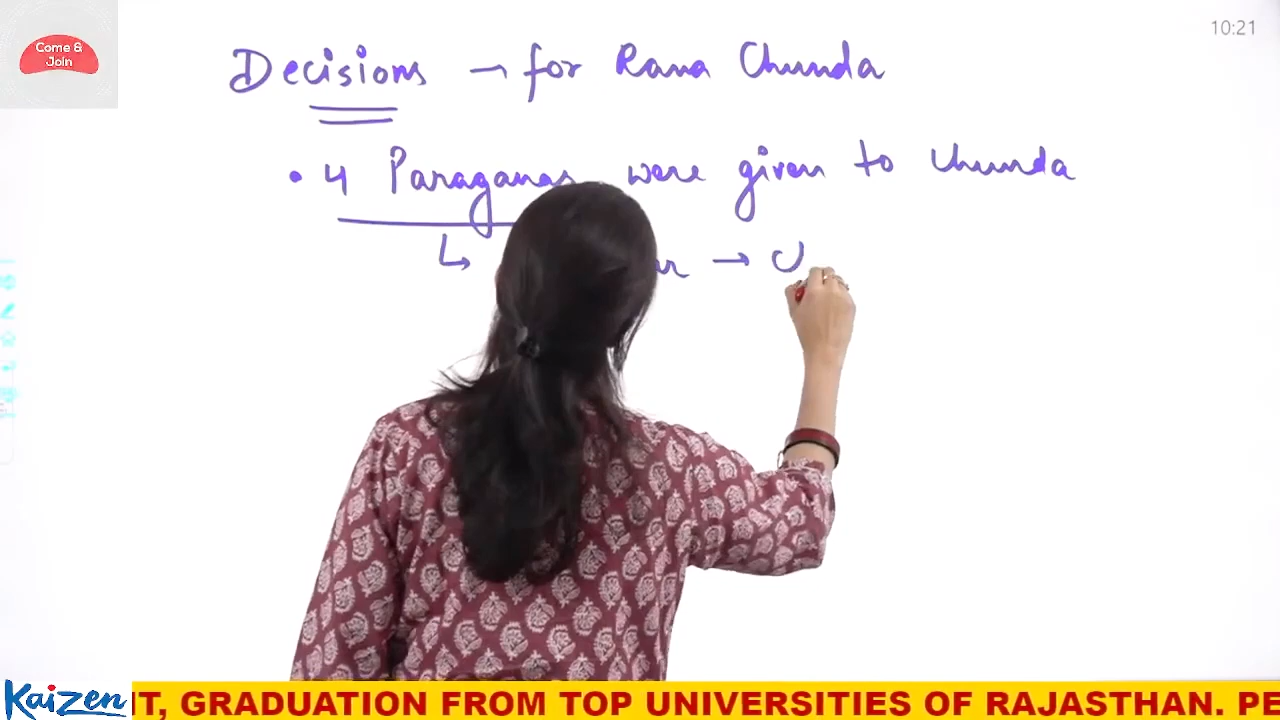 Come &
Join
10:21
Decisions → for Rana Chunda
• 4 Paraganas were given to Chunda
↳ → U
Kaizen
IT, GRADUATION FROM TOP UNIVERSITIES OF RAJASTHAN. PE